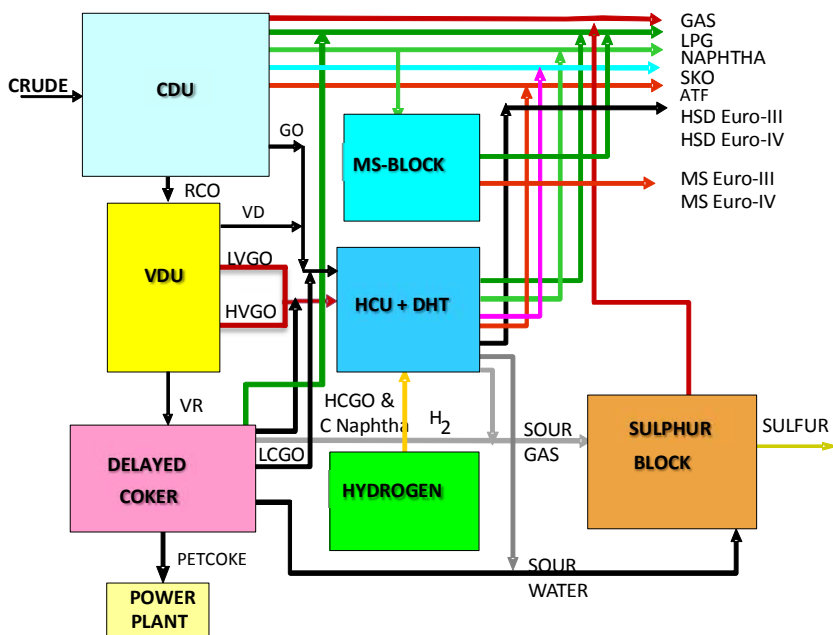 GAS
LPG
NAPHTHA
SKO
ATF
HSD Euro-III
HSD Euro-IV
CRUDE
CDU
GO
MS-BLOCK
MS Euro-III
MS Euro-IV
RCO
VD
LVGO
VDU
HVGO
HCU + DHT
VR
HCGO &
C Naphtha
H2
LCGO
SOUR
GAS
SULPHUR
BLOCK
SULFUR
DELAYED
COKER
HYDROGEN
PETCOKE
SOUR
WATER
POWER
PLANT